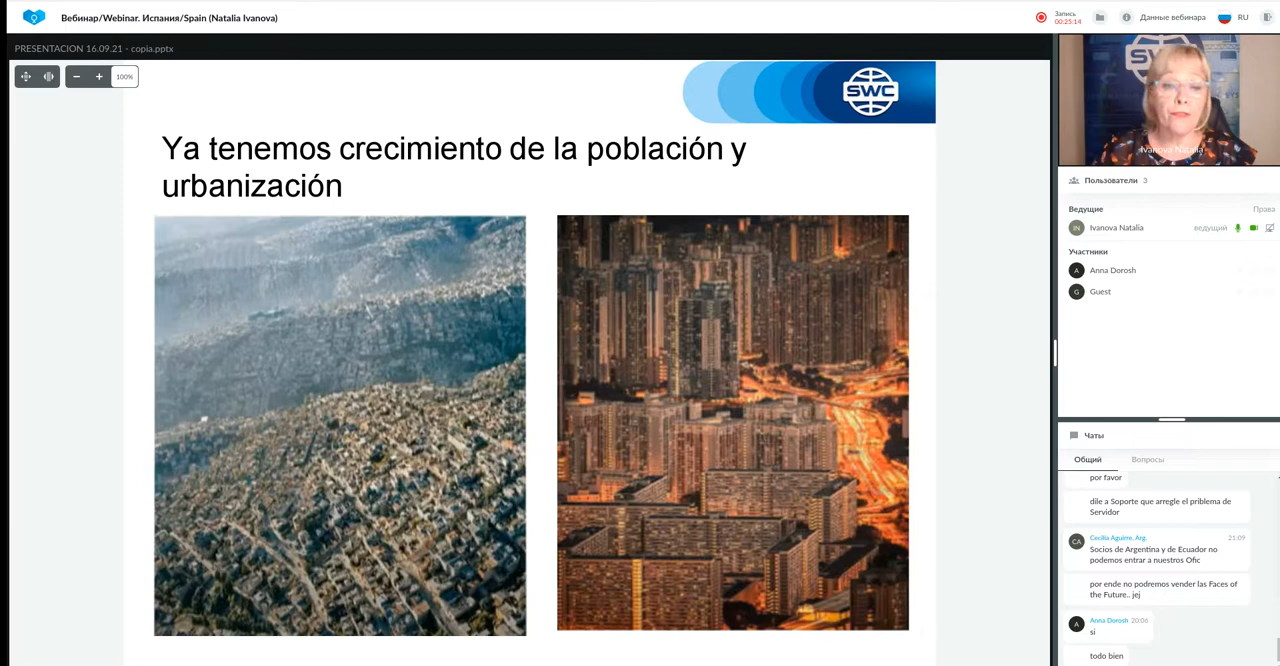 Вебинар/Webinar. Испания/Spain (Natalia Ivanova)
Запись
00:25:14
Данные вебинара
RU
PRESENTACION 16.09.21 - copia.pptx
100%
SWC
Ya tenemos crecimiento de la población y
urbanización
Ivanova Natalia
Пользователи 3
Ведущие
Права
IN
Ivanova Natalia
ведущий
Участники
A
Anna Dorosh
G
Guest
Чаты
Общий
Вопросы
por favor
dile a Soporte que arregle el priblema de
Servidor
CA
Cecilia Aguirre, Arg.
21:09
Socios de Argentina y de Ecuador no
podemos entrar a nuestros Ofic
por ende no podremos vender las Faces of
the Future.. jej
A
Anna Dorosh 20:06
si
todo bien